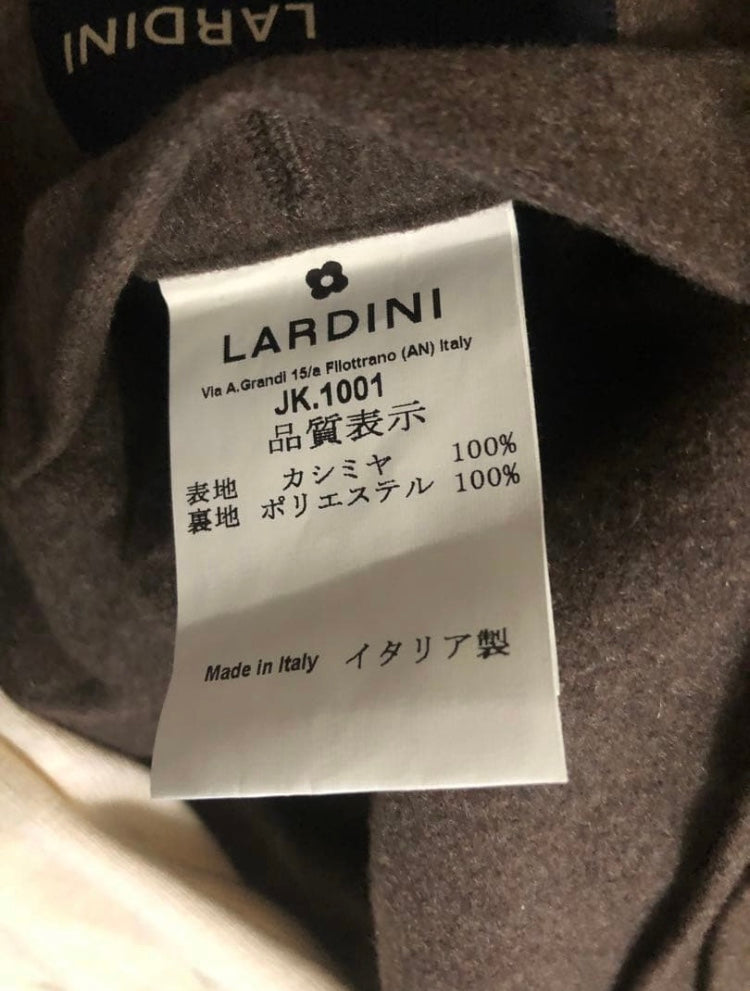 LARDINI
LARDINI
Via A.Grandi 15/a Filottrano (AN) Italy
JK.1001
品質表示
表地 カシミヤ 100%
裏地 ポリエステル 100%
Made in Italy イタリア製